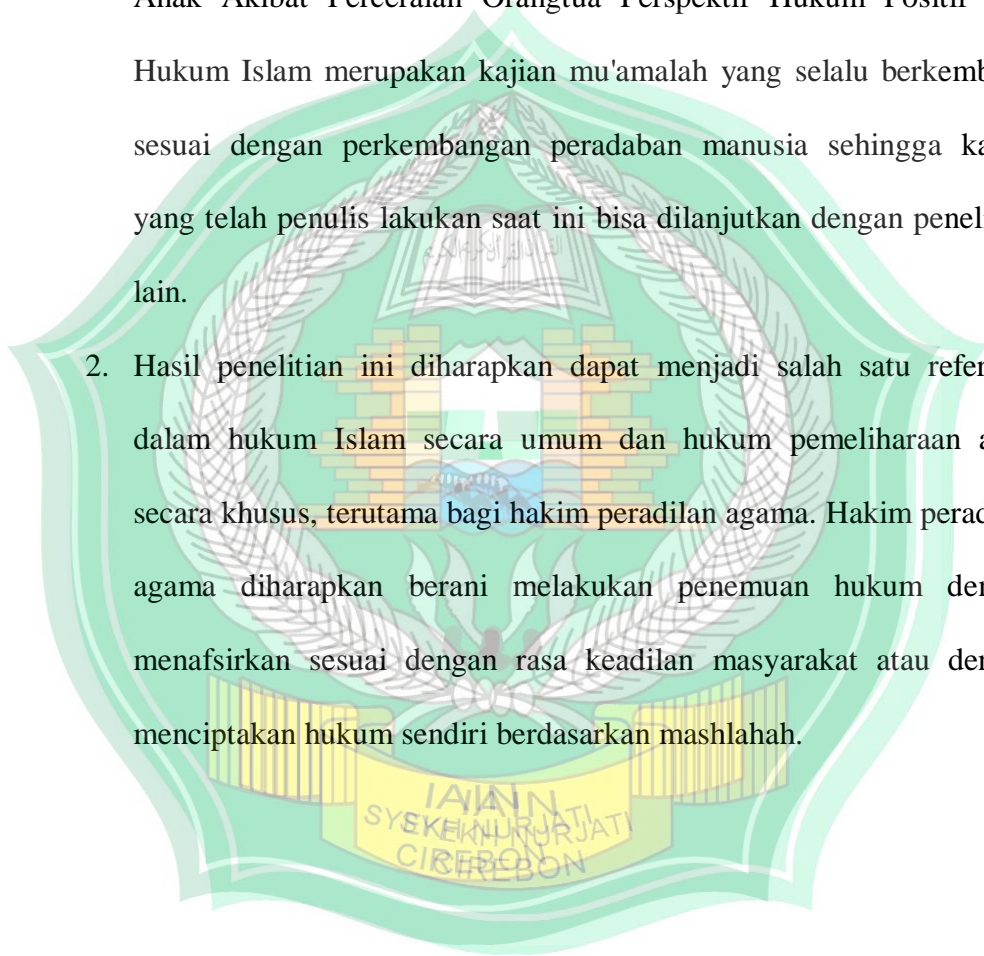 Anak Akibat Perceraian Orangtua Perspektif Hukum Positif
Hukum Islam merupakan kajian mu'amalah yang selalu berkemb
sesuai dengan perkembangan peradaban manusia sehingga ka
yang telah penulis lakukan saat ini bisa dilanjutkan dengan penel
lain.
2. Hasil penelitian ini diharapkan dapat menjadi salah satu refer
dalam hukum Islam secara umum dan hukum pemeliharaan a
secara khusus, terutama bagi hakim peradilan agama. Hakim perad
agama diharapkan berani melakukan penemuan hukum der
menafsirkan sesuai dengan rasa keadilan masyarakat atau der
menciptakan hukum sendiri berdasarkan mashlahah.
IAIN
SYEKH NURJATI
CIREBON